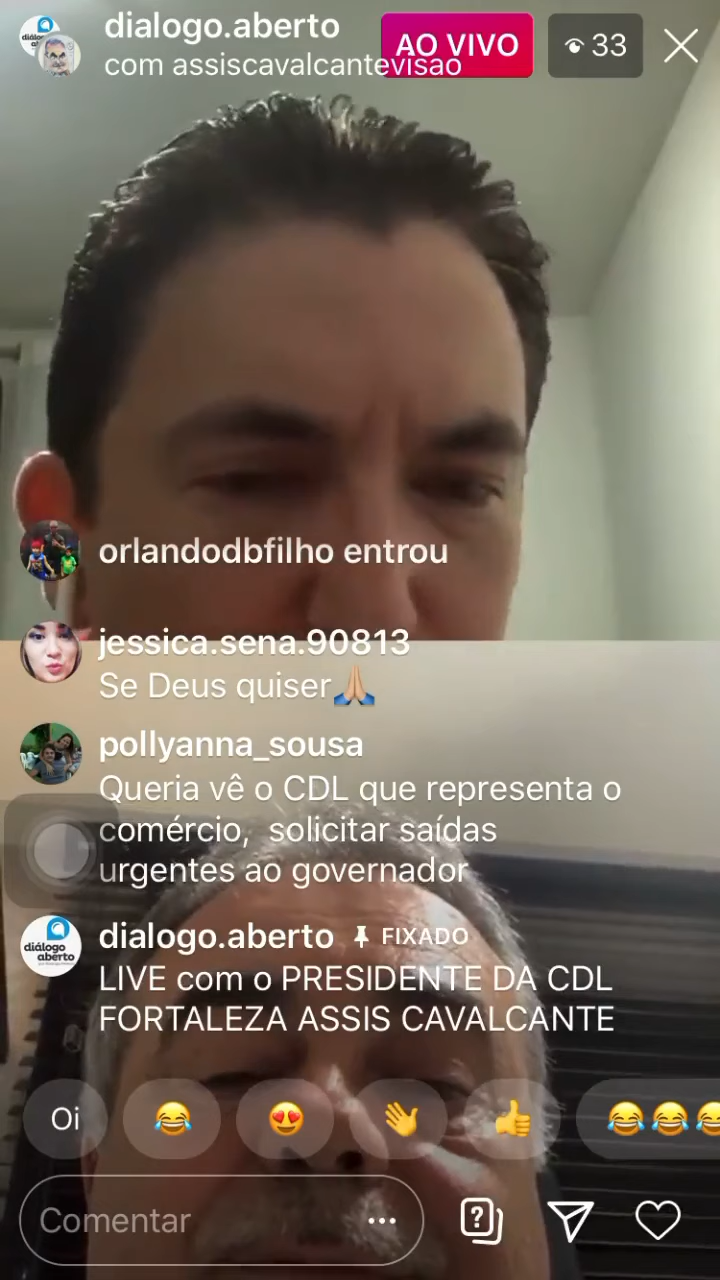 dialogo.aberto
com assiscavalcantevisao
AO VIVO
33
orlandodbfilho entrou
jessica.sena.90813
Se Deus quiser🙏🏼
pollyanna_sousa
Queria vê o CDL que representa o
comércio, solicitar saídas
urgentes ao governador
diálogo
aberto
dialogo.aberto FIXADO
LIVE com o PRESIDENTE DA CDL
FORTALEZA ASSIS CAVALCANTE
Oi 😂 😍 👋 👍 😂😂😂
Comentar ...